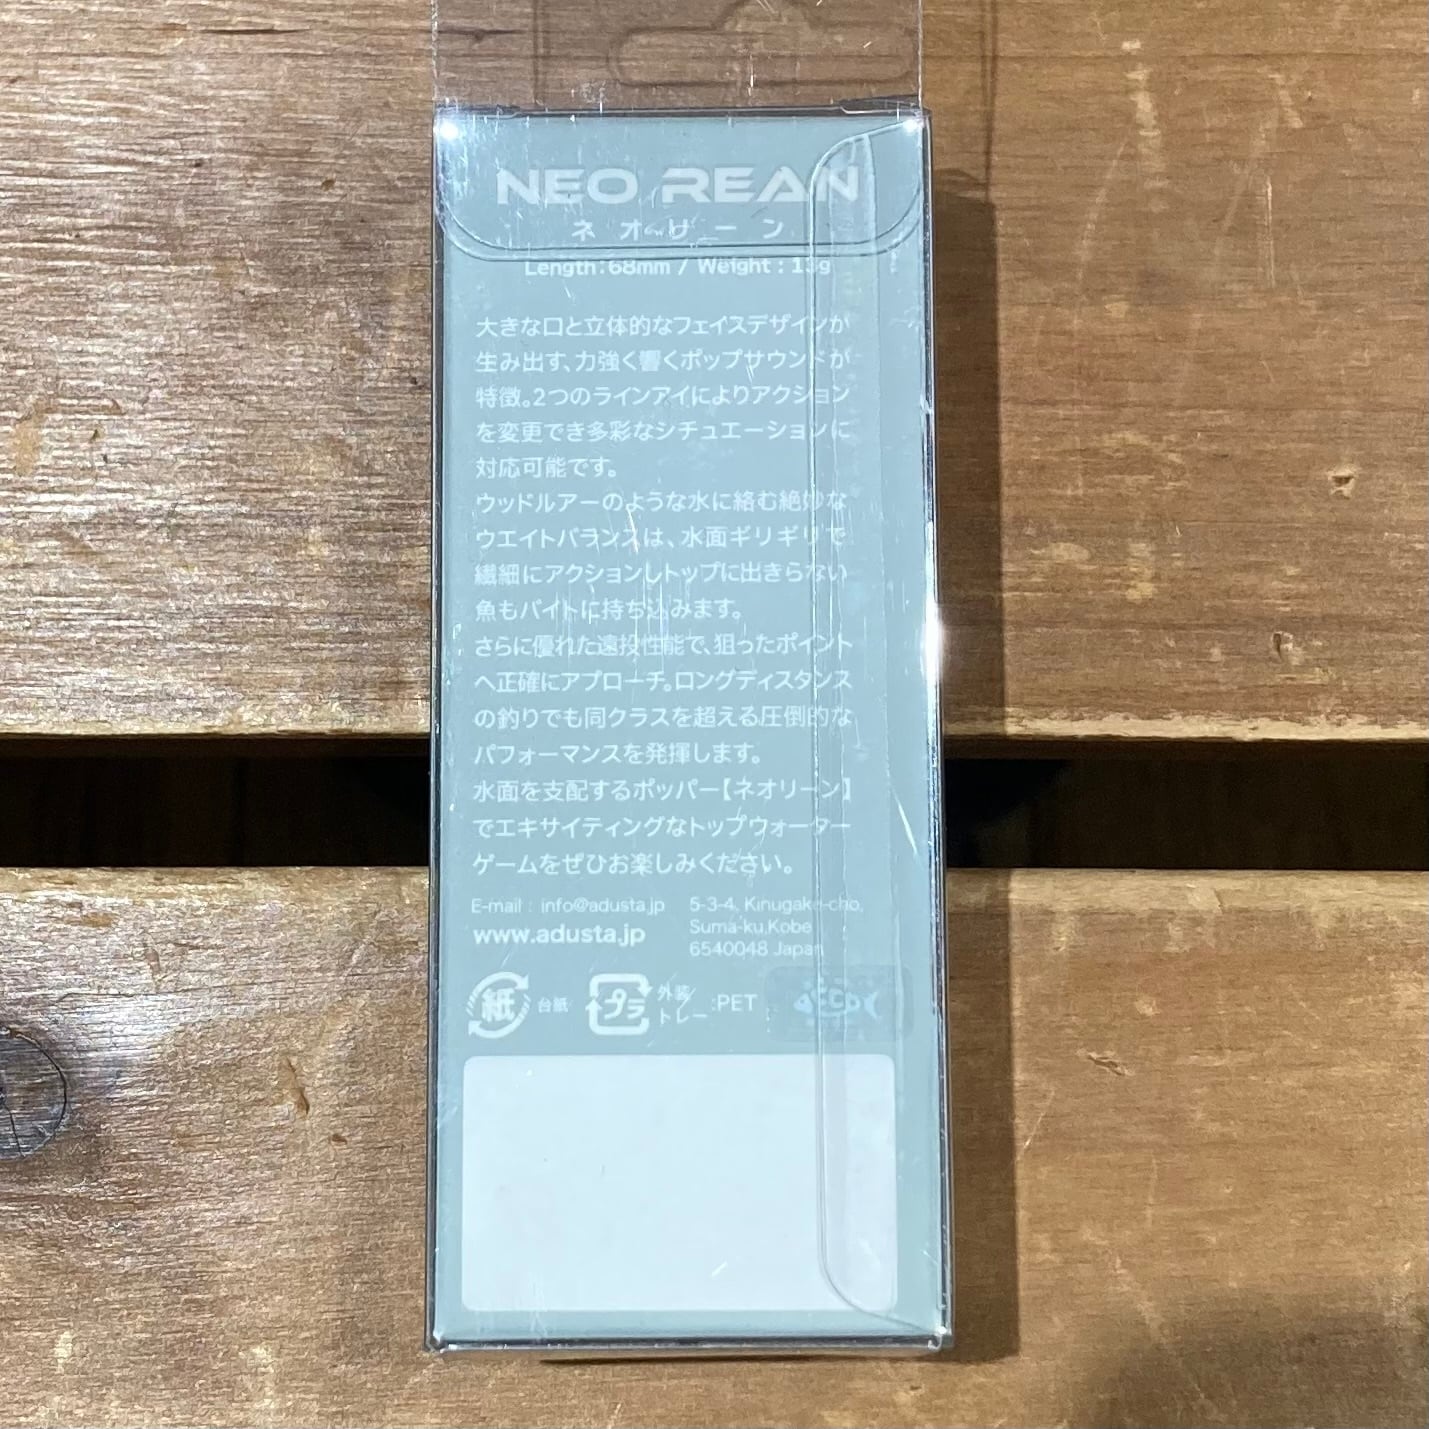 NEO REAN
ネオリーン
Length:68mm / Weight : 13g
大きな口と立体的なフェイスデザインが
生み出す、力強く響くポップサウンドが
特徴。2つのラインアイによりアクション
を変更でき多彩なシチュエーションに
対応可能です。
ウッドルアーのような水に絡む絶妙な
ウエイトバランスは、水面ギリギリで
繊細にアクションしトップに出きらない
魚もバイトに持ち込みます。
さらに優れた遠投性能で、狙ったポイント
へ正確にアプローチ。ロングディスタンス
の釣りでも同クラスを超える圧倒的な
パフォーマンスを発揮します。
水面を支配するポッパー【ネオリーン】
でエキサイティングなトップウォーター
ゲームをぜひお楽しみください。
E-mail : info@adusta.jp
www.adusta.jp
5-3-4, Kinugake-cho,
Suma-ku,Kobe
6540048 Japan
紙 台紙
プラ 外装 トレー :PET